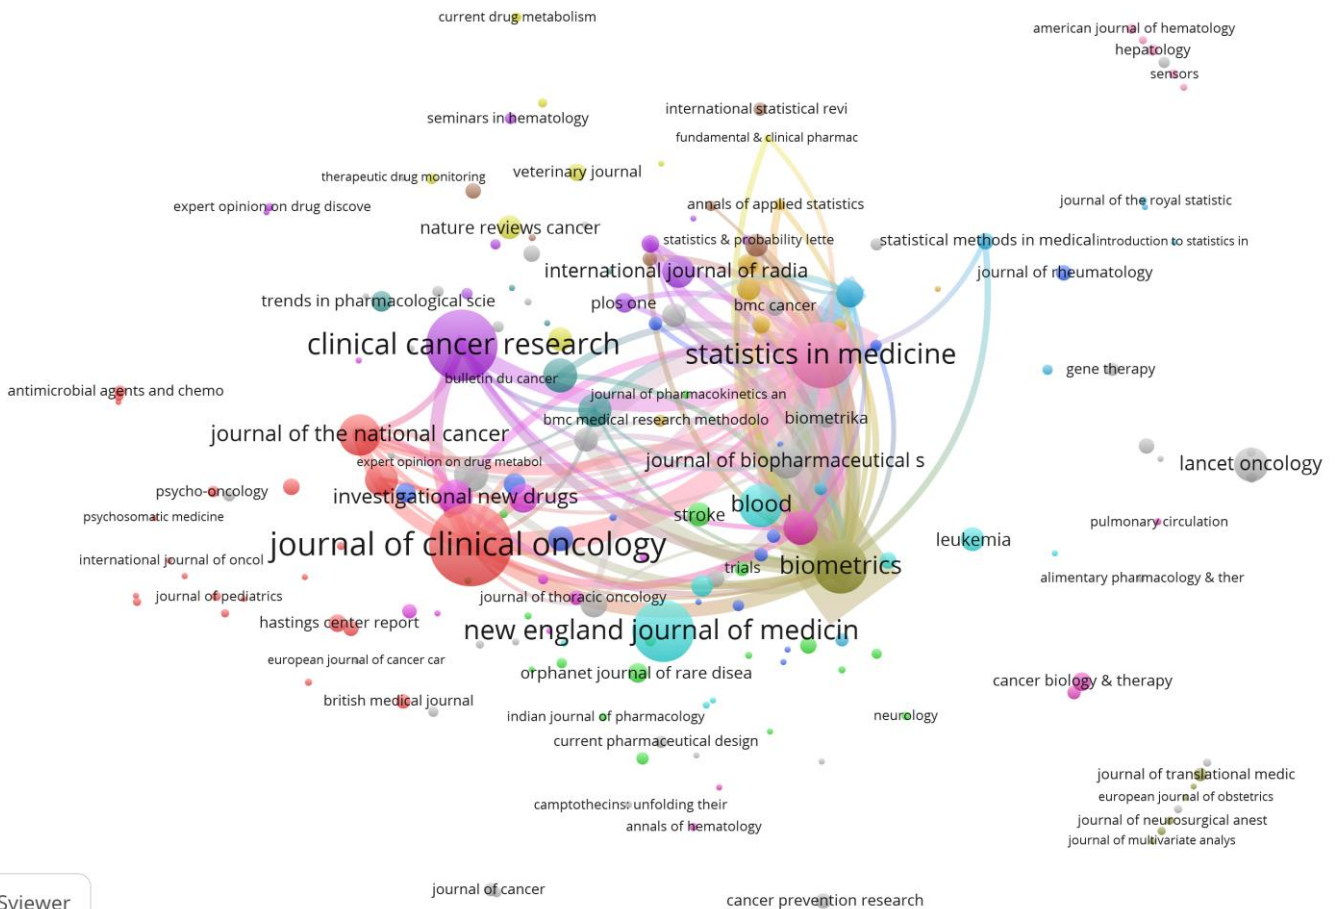 current drug metabolism
american journal of hematology
hepatology
sensors
international statistical revi
seminars in hematology
fundamental & clinical pharmac
therapeutic drug monitoring
veterinary journal
expert opinion on drug discove
annals of applied statistics
journal of the royal statistic
nature reviews cancer
statistics & probability lette
statistical methods in medical
introduction to statistics in
international journal of radia
journal of rheumatology
trends in pharmacological scie
plos one
bmc cancer
clinical cancer research
statistics in medicine
gene therapy
bulletin du cancer
antimicrobial agents and chemo
journal of pharmacokinetics an
bmc medical research methodolo
biometrika
journal of the national cancer
expert opinion on drug metabol
journal of biopharmaceutical s
lancet oncology
psycho-oncology
investigational new drugs
blood
stroke
psychosomatic medicine
pulmonary circulation
journal of clinical oncology
leukemia
international journal of oncol
trials
biometrics
alimentary pharmacology & ther
journal of pediatrics
journal of thoracic oncology
hastings center report
new england journal of medicin
european journal of cancer car
orphanet journal of rare disea
cancer biology & therapy
british medical journal
indian journal of pharmacology
neurology
current pharmaceutical design
journal of translational medic
european journal of obstetrics
camptothecins: unfolding their
journal of neurosurgical anest
annals of hematology
journal of multivariate analys
journal of cancer
cancer prevention research
Sviewer